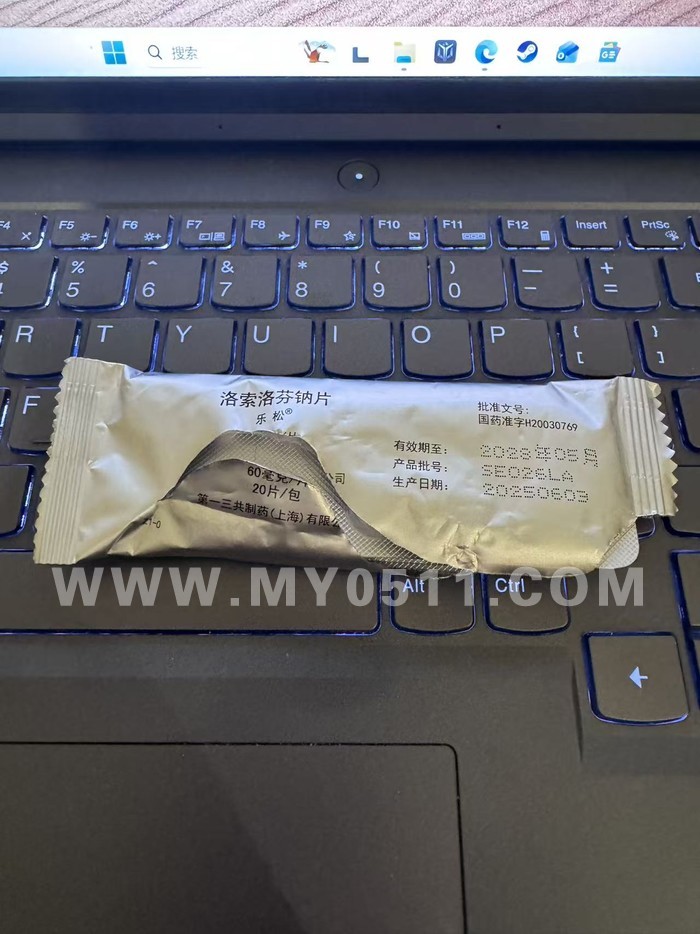 搜索
F4
F5
F6
F7
F8
F9
F10
F11
F12
Insert
PrtSc
$
4
%
5
^
6
&
7
*
8
(
9
)
0
—
-
+
=
R
T
Y
U
I
O
P
{
[
}
]
F
洛索洛芬钠片
乐松®
60毫克/片
20片/包
第一三共制药(上海)有限公
公司
批准文号:
国药准字H20030769
有效期至: 2028年05月
产品批号: SE026LA
生产日期: 20250603
WWW.MY0511.COM
Alt
Ctrl